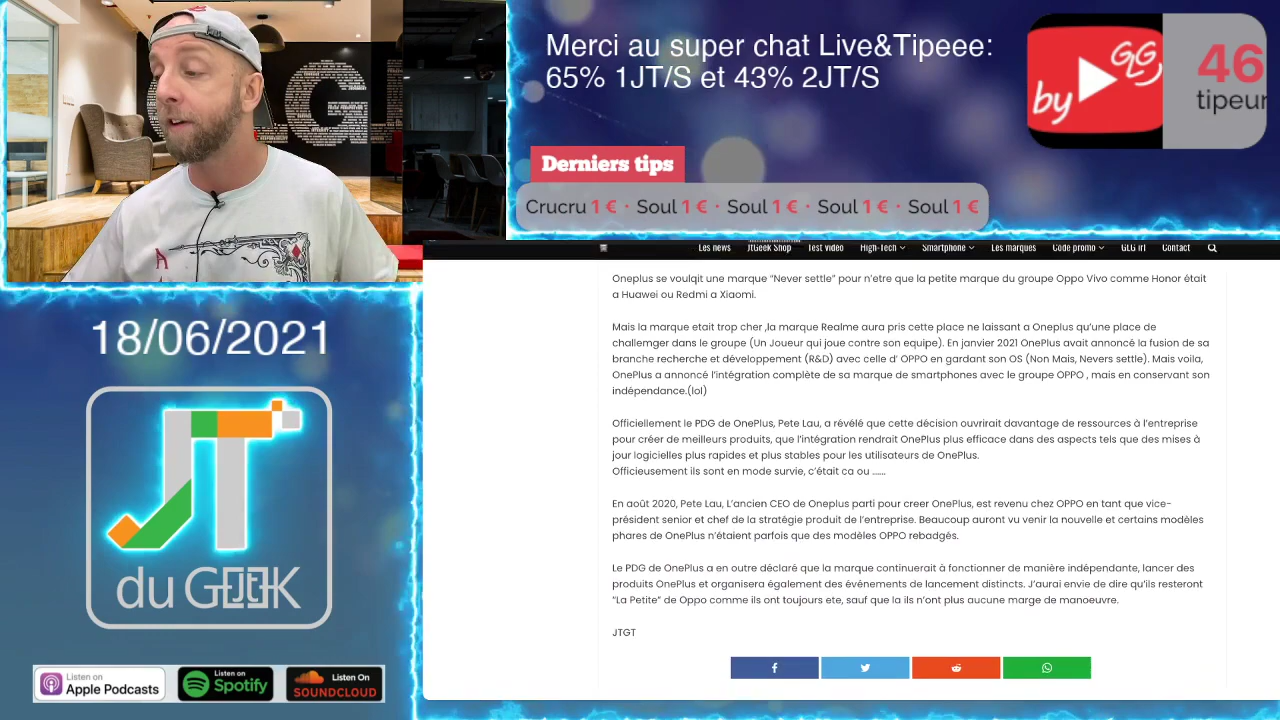 Merci au super chat Live&Tipeee:
65% 1JT/S et 43% 2JT/S
by GG
46
tipeur
Derniers tips
Crucru 1 € • Soul 1 € • Soul 1 € • Soul 1 € • Soul 1 €
Les news JtGeek Shop Test video High-Tech Smartphone Les marques Code promo GLG irl Contact
18/06/2021
JT
du GEEK
Listen on
Apple Podcasts
Listen on
Spotify
Listen On
SOUNDCLOUD
Oneplus se voulqit une marque “Never settle” pour n’etre que la petite marque du groupe Oppo Vivo comme Honor était
a Huawei ou Redmi a Xiaomi.
Mais la marque etait trop cher ,la marque Realme aura pris cette place ne laissant a Oneplus qu’une place de
challemger dans le groupe (Un Joueur qui joue contre son equipe). En janvier 2021 OnePlus avait annoncé la fusion de sa
branche recherche et développement (R&D) avec celle d’ OPPO en gardant son OS (Non Mais, Nevers settle). Mais voila,
OnePlus a annoncé l’intégration complète de sa marque de smartphones avec le groupe OPPO , mais en conservant son
indépendance.(lol)
Officiellement le PDG de OnePlus, Pete Lau, a révélé que cette décision ouvrirait davantage de ressources à l’entreprise
pour créer de meilleurs produits, que l’intégration rendrait OnePlus plus efficace dans des aspects tels que des mises à
jour logicielles plus rapides et plus stables pour les utilisateurs de OnePlus.
Officieusement ils sont en mode survie, c’était ca ou ……
En août 2020, Pete Lau, L’ancien CEO de Oneplus parti pour creer OnePlus, est revenu chez OPPO en tant que vice-
président senior et chef de la stratégie produit de l’entreprise. Beaucoup auront vu venir la nouvelle et certains modèles
phares de OnePlus n’étaient parfois que des modèles OPPO rebadgés.
Le PDG de OnePlus a en outre déclaré que la marque continuerait à fonctionner de manière indépendante, lancer des
produits OnePlus et organisera également des événements de lancement distincts. J’aurai envie de dire qu’ils resteront
“La Petite” de Oppo comme ils ont toujours ete, sauf que la ils n’ont plus aucune marge de manoeuvre.
JTGT